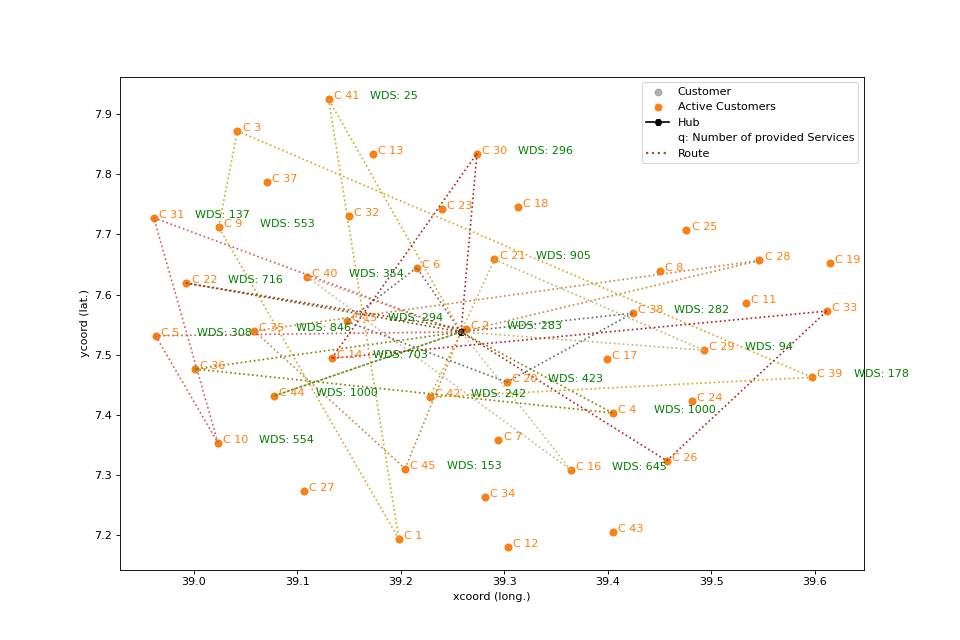 Customer
Active Customers
Hub
q: Number of provided Services
Route
C 41 WDS: 25
C 3
C 13
C 30 WDS: 296
C 37
C 31 WDS: 137
C 32
C 23
C 18
C 9 WDS: 553
C 25
C 21 WDS: 905
C 28
C 19
C 6
C 8
C 40 WDS: 354
C 22 WDS: 716
C 11
C 33
C 38 WDS: 282
C 15 WDS: 294
C 35 WDS: 846
C 2 WDS: 283
C 5 WDS: 308
C 29 WDS: 94
C 14 WDS: 703
C 17
C 36
C 20 WDS: 423
C 39 WDS: 178
C 44 WDS: 1000
C 42 WDS: 242
C 24
C 4 WDS: 1000
C 10 WDS: 554
C 7
C 26
C 45 WDS: 153
C 16 WDS: 645
C 27
C 34
C 1
C 12
C 43
7.9
7.8
7.7
7.6
7.5
7.4
7.3
7.2
ycoord (lat.)
39.0 39.1 39.2 39.3 39.4 39.5 39.6
xcoord (long.)